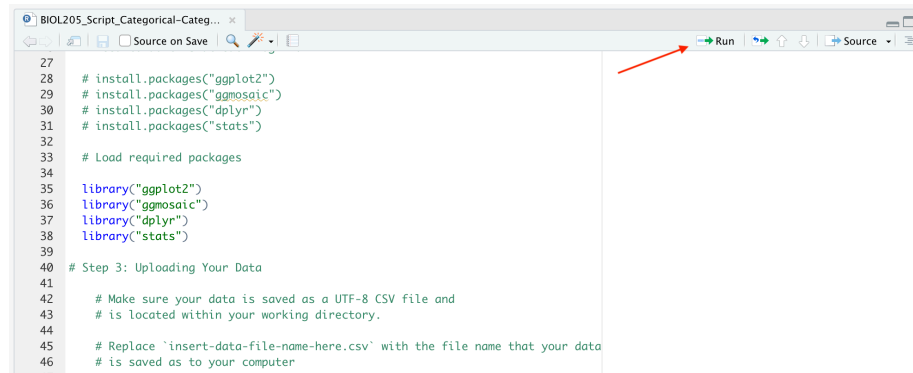 BIOL205_Script_Categorical-Categ...
Source on Save
Run
Source
27
28 # install.packages("ggplot2")
29 # install.packages("ggmosaic")
30 # install.packages("dplyr")
31 # install.packages("stats")
32
33 # Load required packages
34
35 library("ggplot2")
36 library("ggmosaic")
37 library("dplyr")
38 library("stats")
39
40 # Step 3: Uploading Your Data
41
42 # Make sure your data is saved as a UTF-8 CSV file and
43 # is located within your working directory.
44
45 # Replace `insert-data-file-name-here.csv` with the file name that your data
46 # is saved as to your computer